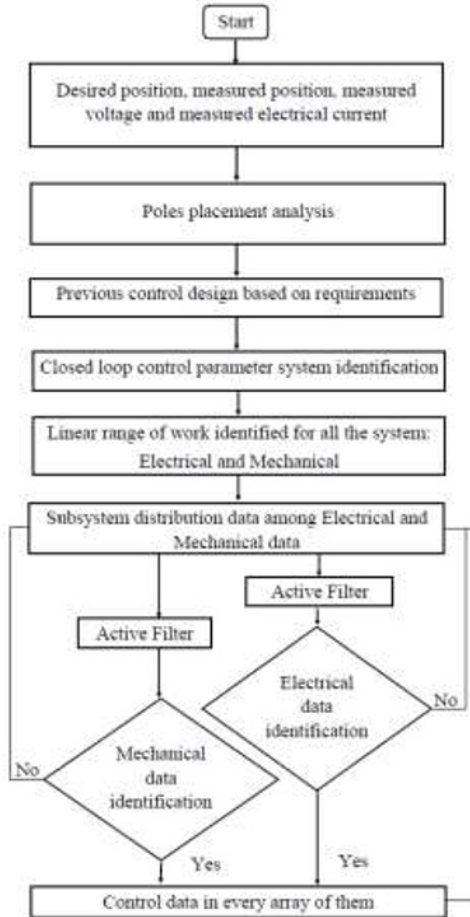 Start
Desired position, measured position, measured
voltage and measured electrical current
Poles placement analysis
Previous control design based on requirements
Closed loop control parameter system identification
Linear range of work identified for all the system:
Electrical and Mechanical
Subsystem distribution data among Electrical and
Mechanical data
Active Filter
Active Filter
Electrical
data
identification
No
Mechanical
data
identification
No
Yes
Yes
Control data in every array of them